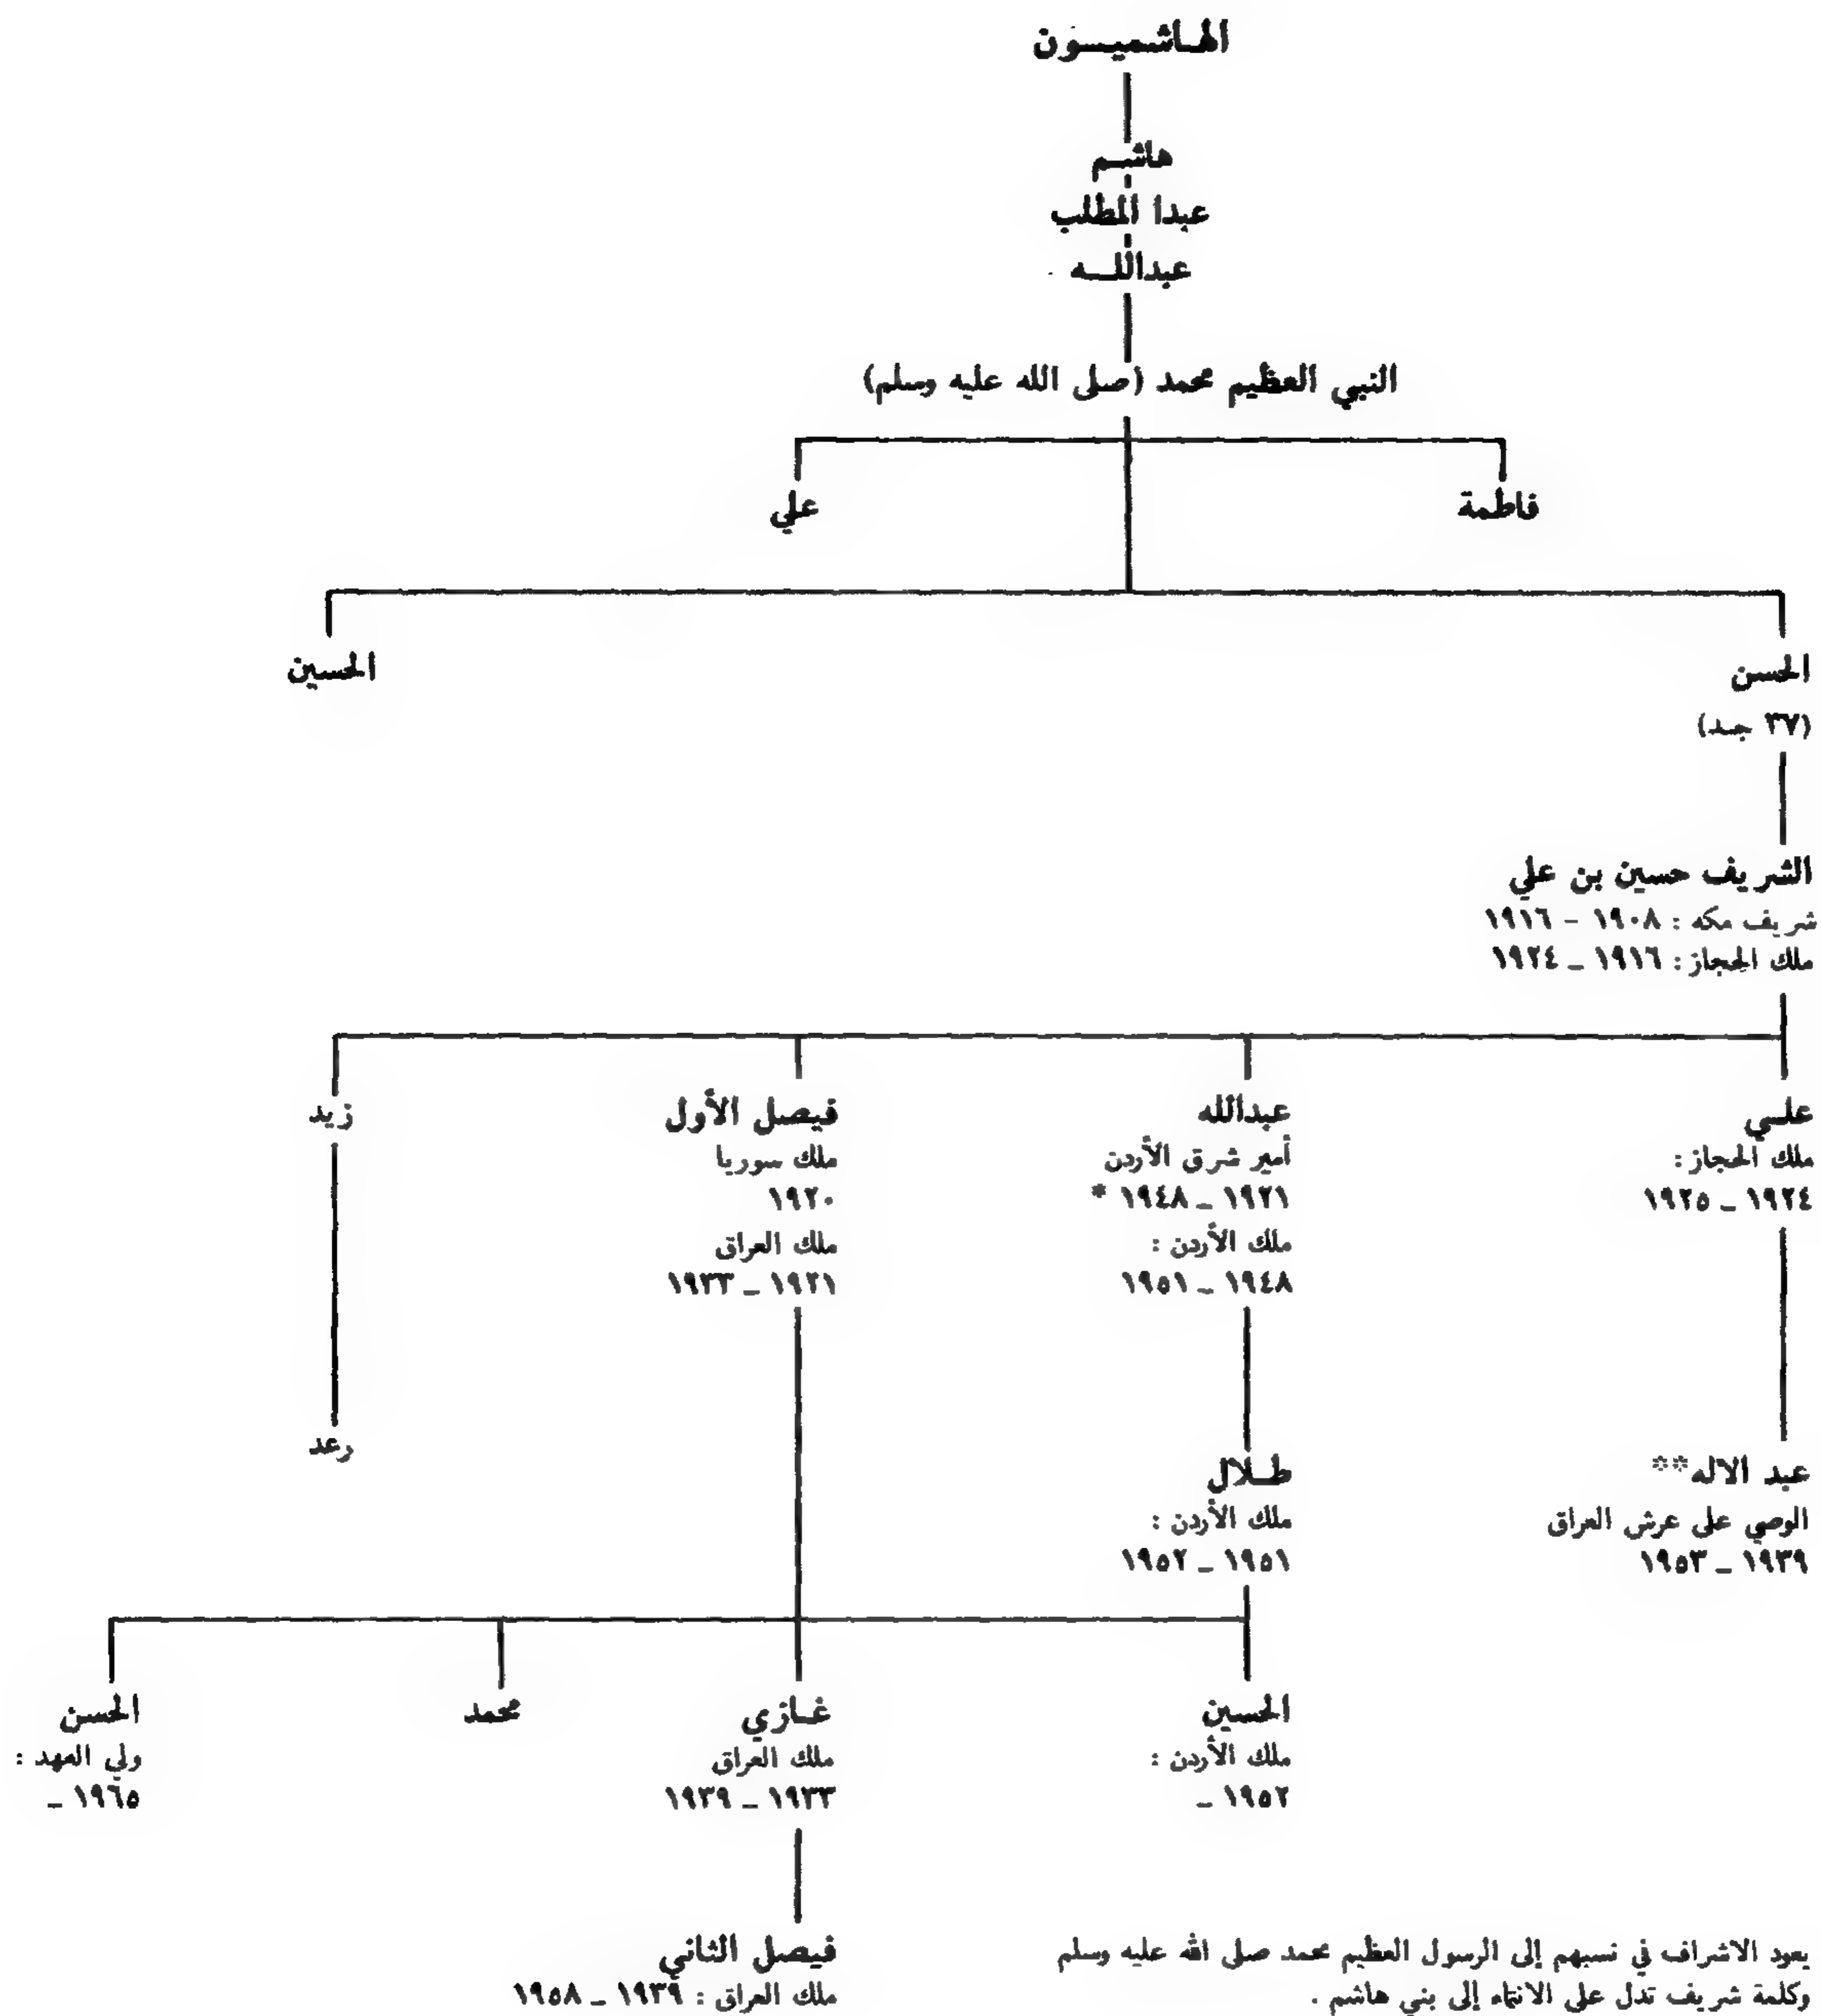 الهاشميون
هاشم
عبدا المطلب
عبدالله
النبي العظيم محمد (صلى الله عليه وسلم)
فاطمة
علي
الحسن
(٣٧ جد)
الحسين
الشريف حسين بن علي
شريف مكه : ١٩٠٨ - ١٩١٦
ملك الحجاز : ١٩١٦ - ١٩٢٤
علي
ملك الحجاز :
١٩٢٤ - ١٩٢٥
عبدالله
أمير شرق الأردن
١٩٢١ - ١٩٤٨ *
ملك الأردن :
١٩٤٨ - ١٩٥١
فيصل الأول
ملك سوريا
١٩٢٠
ملك العراق
١٩٢١ - ١٩٣٣
زيد
عبد الاله **
الوصي على عرش العراق
١٩٣٩ - ١٩٥٣
طلال
ملك الأردن :
١٩٥١ - ١٩٥٢
رعد
الحسين
ملك الأردن :
١٩٥٢ -
غازي
ملك العراق
١٩٣٣ - ١٩٣٩
محمد
الحسن
ولي العهد :
١٩٦٥ -
فيصل الثاني
ملك العراق : ١٩٣٩ - ١٩٥٨
يعود الاشراف في نسبهم إلى الرسول العظيم محمد صلى الله عليه وسلم
وكلمة شريف تدل على الانتماء إلى بني هاشم .